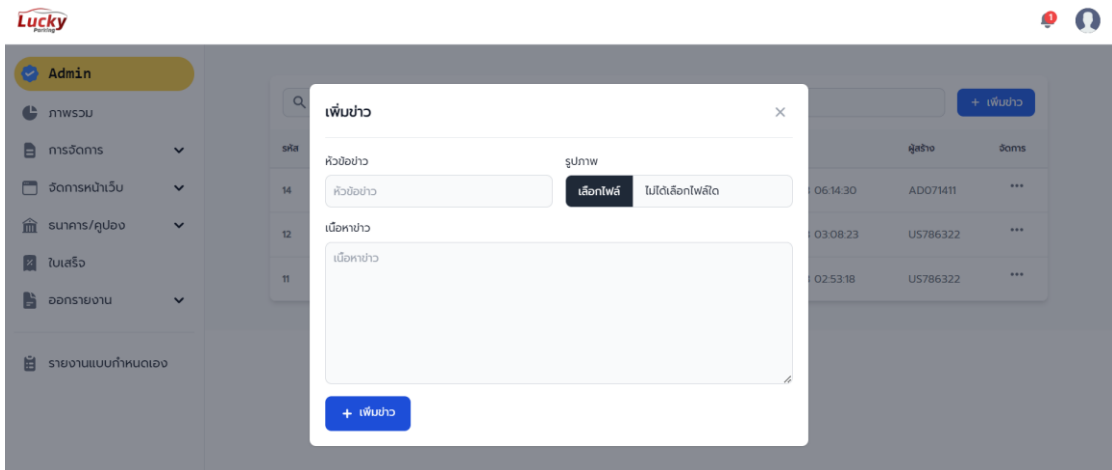 Lucky
Parking
1
Admin
ภาพรวม
การจัดการ
จัดการหน้าเว็บ
ธนาคาร/คูปอง
ใบเสร็จ
ออกรายงาน
รายงานแบบกำหนดเอง
+ เพิ่มข่าว
รหัส ผู้สร้าง จัดการ
14 06:14:30 AD071411
12 03:08:23 US786322
11 02:53:18 US786322
เพิ่มข่าว
หัวข้อข่าว รูปภาพ
หัวข้อข่าว เลือกไฟล์ ไม่ได้เลือกไฟล์ใด
เนื้อหาข่าว
เนื้อหาข่าว
+ เพิ่มข่าว